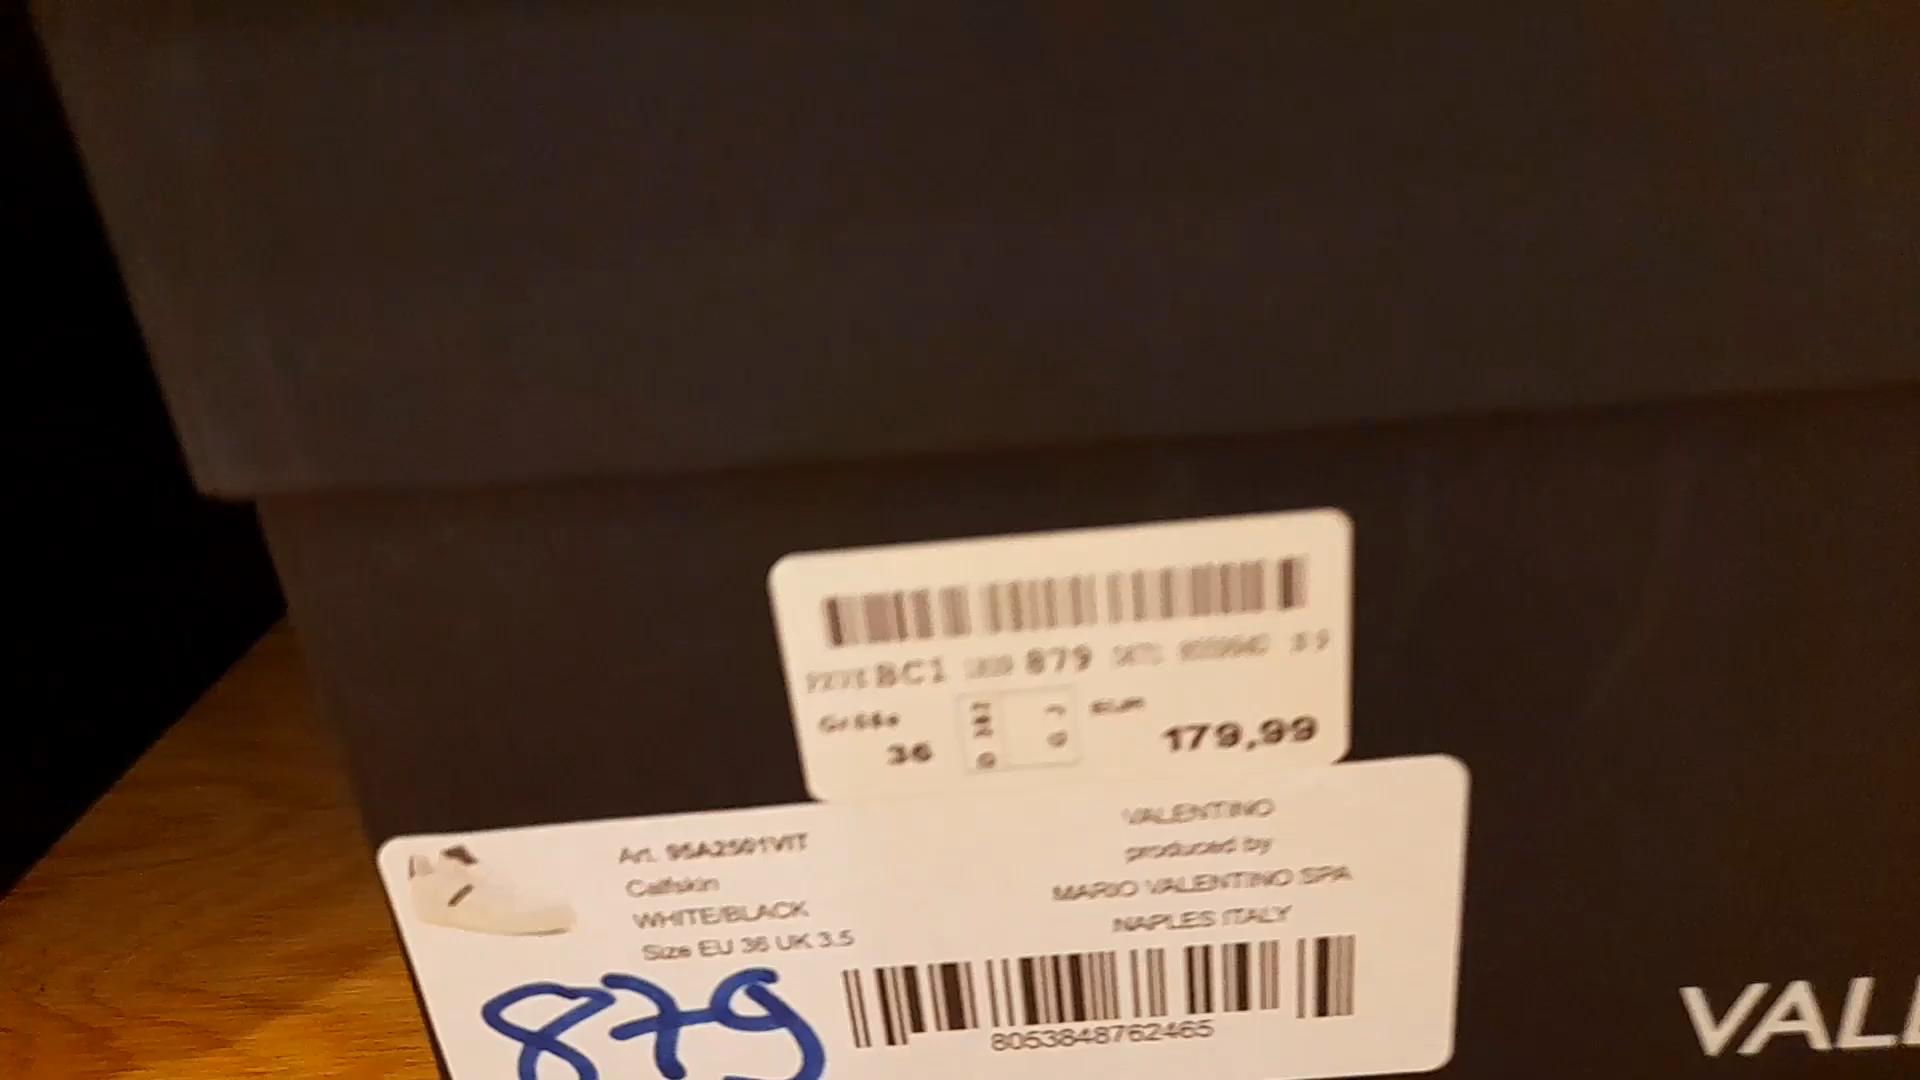 BC1 879
Größe EUR
36 179,99
VALENTINO
Art. 95A2501VIT produced by
Calfskin MARIO VALENTINO SPA
WHITE/BLACK NAPLES ITALY
Size EU 36 UK 3.5
879
8053848762465
VAL